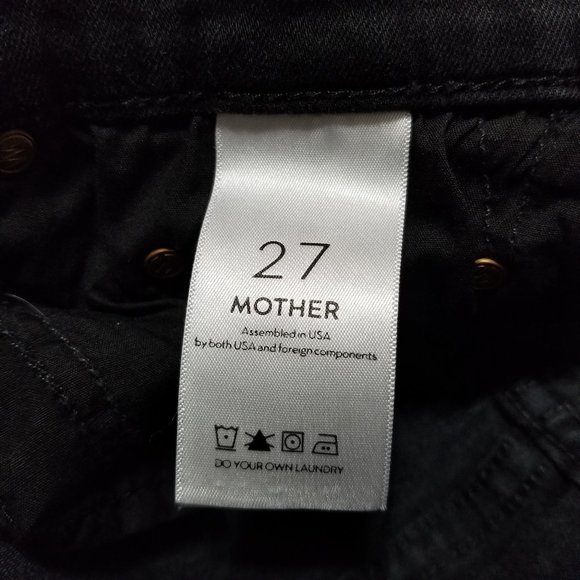 27
MOTHER
Assembled in USA
by both USA and foreign components
DO YOUR OWN LAUNDRY